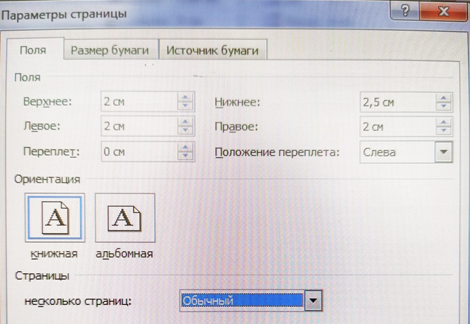 Параметры страницы
Поля Размер бумаги Источник бумаги
Поля
Верхнее: 2 см Нижнее: 2,5 см
Левое: 2 см Правое: 2 см
Переплет: 0 см Положение переплета: Слева
Ориентация
A A
книжная альбомная
Страницы
несколько страниц: Обычный